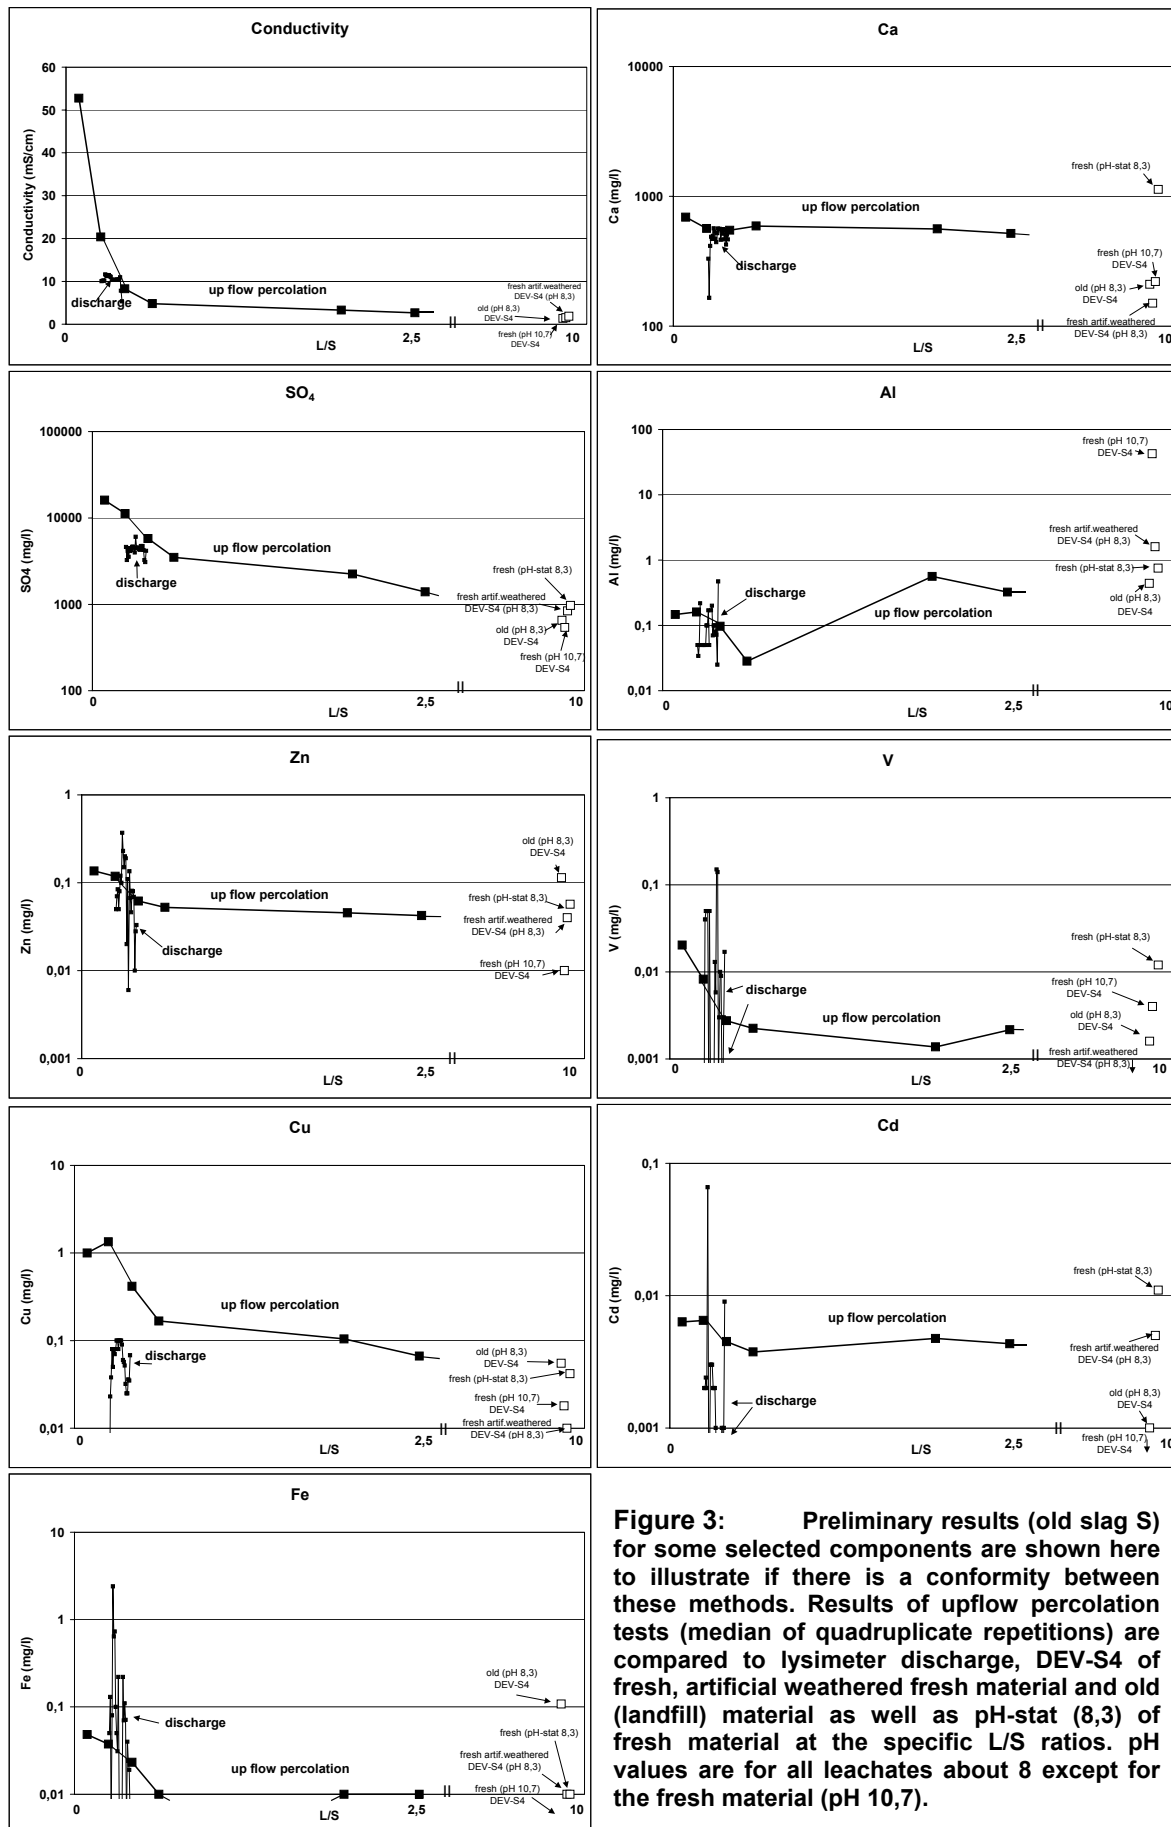 Conductivity
60
50
40
30
20
10
0
Conductivity (mS/cm)
discharge
up flow percolation
fresh artif.weathered
DEV-S4 (pH 8,3)
old (pH 8,3)
DEV-S4
fresh (pH 10,7)
DEV-S4
0
2,5
10
L/S
Ca
10000
1000
100
Ca (mg/l)
fresh (pH-stat 8,3)
up flow percolation
discharge
fresh (pH 10,7)
DEV-S4
old (pH 8,3)
DEV-S4
fresh artif.weathered
DEV-S4 (pH 8,3)
0
2,5
10
L/S
SO4
100000
10000
1000
100
SO4 (mg/l)
up flow percolation
discharge
fresh (pH-stat 8,3)
fresh artif.weathered
DEV-S4 (pH 8,3)
old (pH 8,3)
DEV-S4
fresh (pH 10,7)
DEV-S4
0
2,5
10
L/S
Al
100
10
1
0,1
0,01
Al (mg/l)
fresh (pH 10,7)
DEV-S4
fresh artif.weathered
DEV-S4 (pH 8,3)
fresh (pH-stat 8,3)
old (pH 8,3)
DEV-S4
discharge
up flow percolation
0
2,5
10
L/S
Zn
1
0,1
0,01
0,001
Zn (mg/l)
old (pH 8,3)
DEV-S4
up flow percolation
fresh (pH-stat 8,3)
fresh artif.weathered
DEV-S4 (pH 8,3)
discharge
fresh (pH 10,7)
DEV-S4
0
2,5
10
L/S
V
1
0,1
0,01
0,001
V (mg/l)
fresh (pH-stat 8,3)
fresh (pH 10,7)
DEV-S4
discharge
old (pH 8,3)
DEV-S4
up flow percolation
fresh artif.weathered
DEV-S4 (pH 8,3)
0
2,5
10
L/S
Cu
10
1
0,1
0,01
Cu (mg/l)
up flow percolation
discharge
old (pH 8,3)
DEV-S4
fresh (pH-stat 8,3)
fresh (pH 10,7)
DEV-S4
fresh artif.weathered
DEV-S4 (pH 8,3)
0
2,5
10
L/S
Cd
0,1
0,01
0,001
Cd (mg/l)
fresh (pH-stat 8,3)
up flow percolation
fresh artif.weathered
DEV-S4 (pH 8,3)
discharge
old (pH 8,3)
DEV-S4
fresh (pH 10,7)
DEV-S4
0
2,5
10
L/S
Fe
10
1
0,1
0,01
Fe (mg/l)
old (pH 8,3)
DEV-S4
discharge
fresh (pH-stat 8,3)
fresh artif.weathered
DEV-S4 (pH 8,3)
up flow percolation
fresh (pH 10,7)
DEV-S4
0
2,5
10
L/S
Figure 3: Preliminary results (old slag S)
for some selected components are shown here
to illustrate if there is a conformity between
these methods. Results of upflow percolation
tests (median of quadruplicate repetitions) are
compared to lysimeter discharge, DEV-S4 of
fresh, artificial weathered fresh material and old
(landfill) material as well as pH-stat (8,3) of
fresh material at the specific L/S ratios. pH
values are for all leachates about 8 except for
the fresh material (pH 10,7).